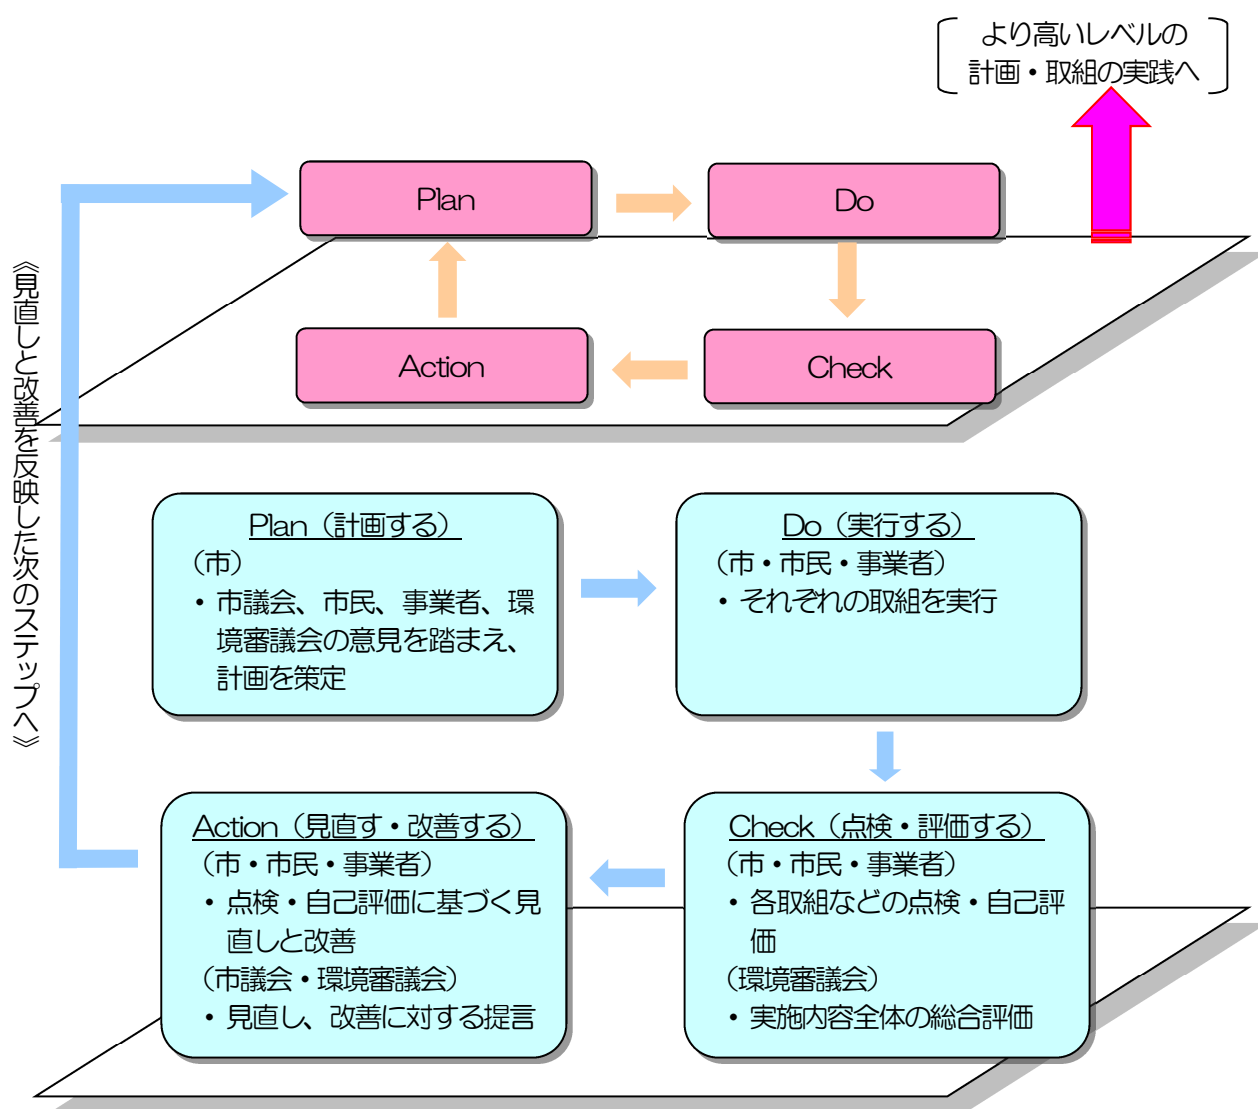 より高いレベルの
計画・取組の実践へ
Plan
Do
Action
Check
《見直しと改善を反映した次のステップへ》
Plan（計画する）
（市）
・市議会、市民、事業者、環
境審議会の意見を踏まえ、
計画を策定
Do（実行する）
（市・市民・事業者）
・それぞれの取組を実行
Action（見直す・改善する）
（市・市民・事業者）
・点検・自己評価に基づく見
直しと改善
（市議会・環境審議会）
・見直し、改善に対する提言
Check（点検・評価する）
（市・市民・事業者）
・各取組などの点検・自己評
価
（環境審議会）
・実施内容全体の総合評価